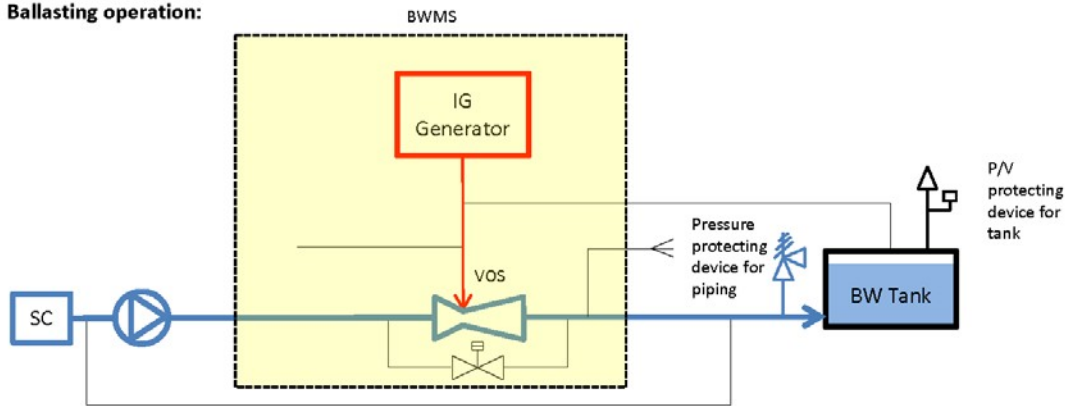 Ballasting operation:
BWMS
IG
Generator
P/V
protecting
device for
tank
Pressure
protecting
device for
piping
VOS
SC
BW Tank